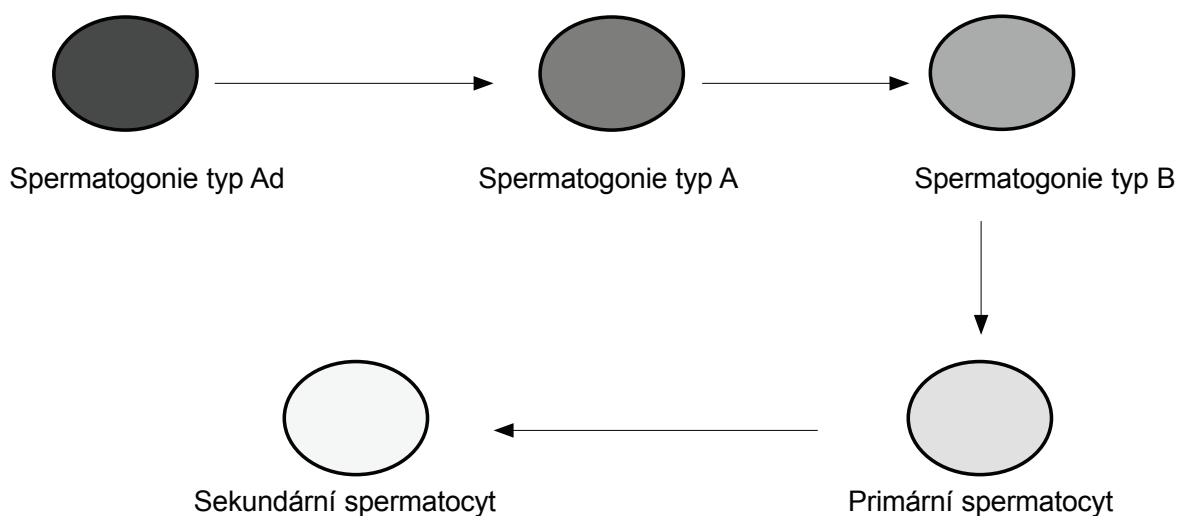 Spermatogonie typ Ad
Spermatogonie typ A
Spermatogonie typ B
Sekundární spermatocyt
Primární spermatocyt